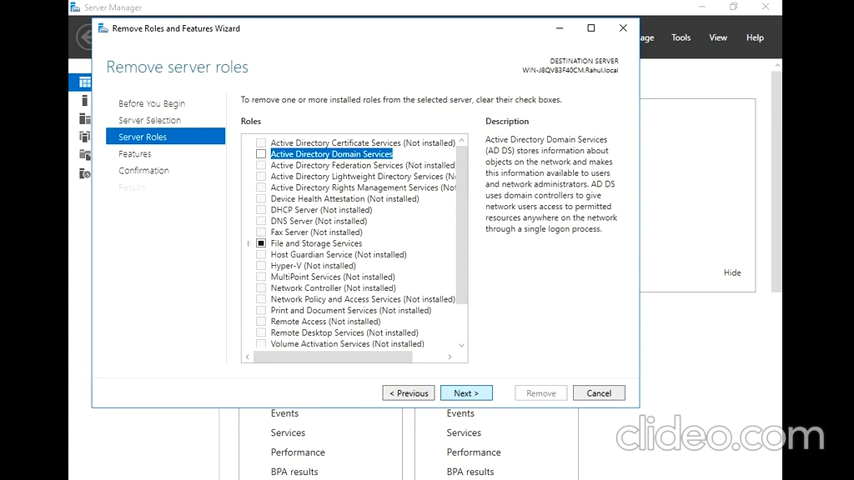 Server Manager
Remove Roles and Features Wizard
Tools View Help
Remove server roles
DESTINATION SERVER
WIN-J8QVB3F40CM.Rahul.local
Before You Begin
Server Selection
Server Roles
Features
Confirmation
Results
To remove one or more installed roles from the selected server, clear their check boxes.
Roles
Active Directory Certificate Services (Not installed)
Active Directory Domain Services
Active Directory Federation Services (Not installed)
Active Directory Lightweight Directory Services (N
Active Directory Rights Management Services (Not
Device Health Attestation (Not installed)
DHCP Server (Not installed)
DNS Server (Not installed)
Fax Server (Not installed)
File and Storage Services
Host Guardian Service (Not installed)
Hyper-V (Not installed)
MultiPoint Services (Not installed)
Network Controller (Not installed)
Network Policy and Access Services (Not installed)
Print and Document Services (Not installed)
Remote Access (Not installed)
Remote Desktop Services (Not installed)
Volume Activation Services (Not installed)
Description
Active Directory Domain Services
(AD DS) stores information about
objects on the network and makes
this information available to users
and network administrators. AD DS
uses domain controllers to give
network users access to permitted
resources anywhere on the network
through a single logon process.
Hide
< Previous
Next >
Remove
Cancel
Events
Services
Performance
BPA results
Events
Services
Performance
BPA results
clideo.com